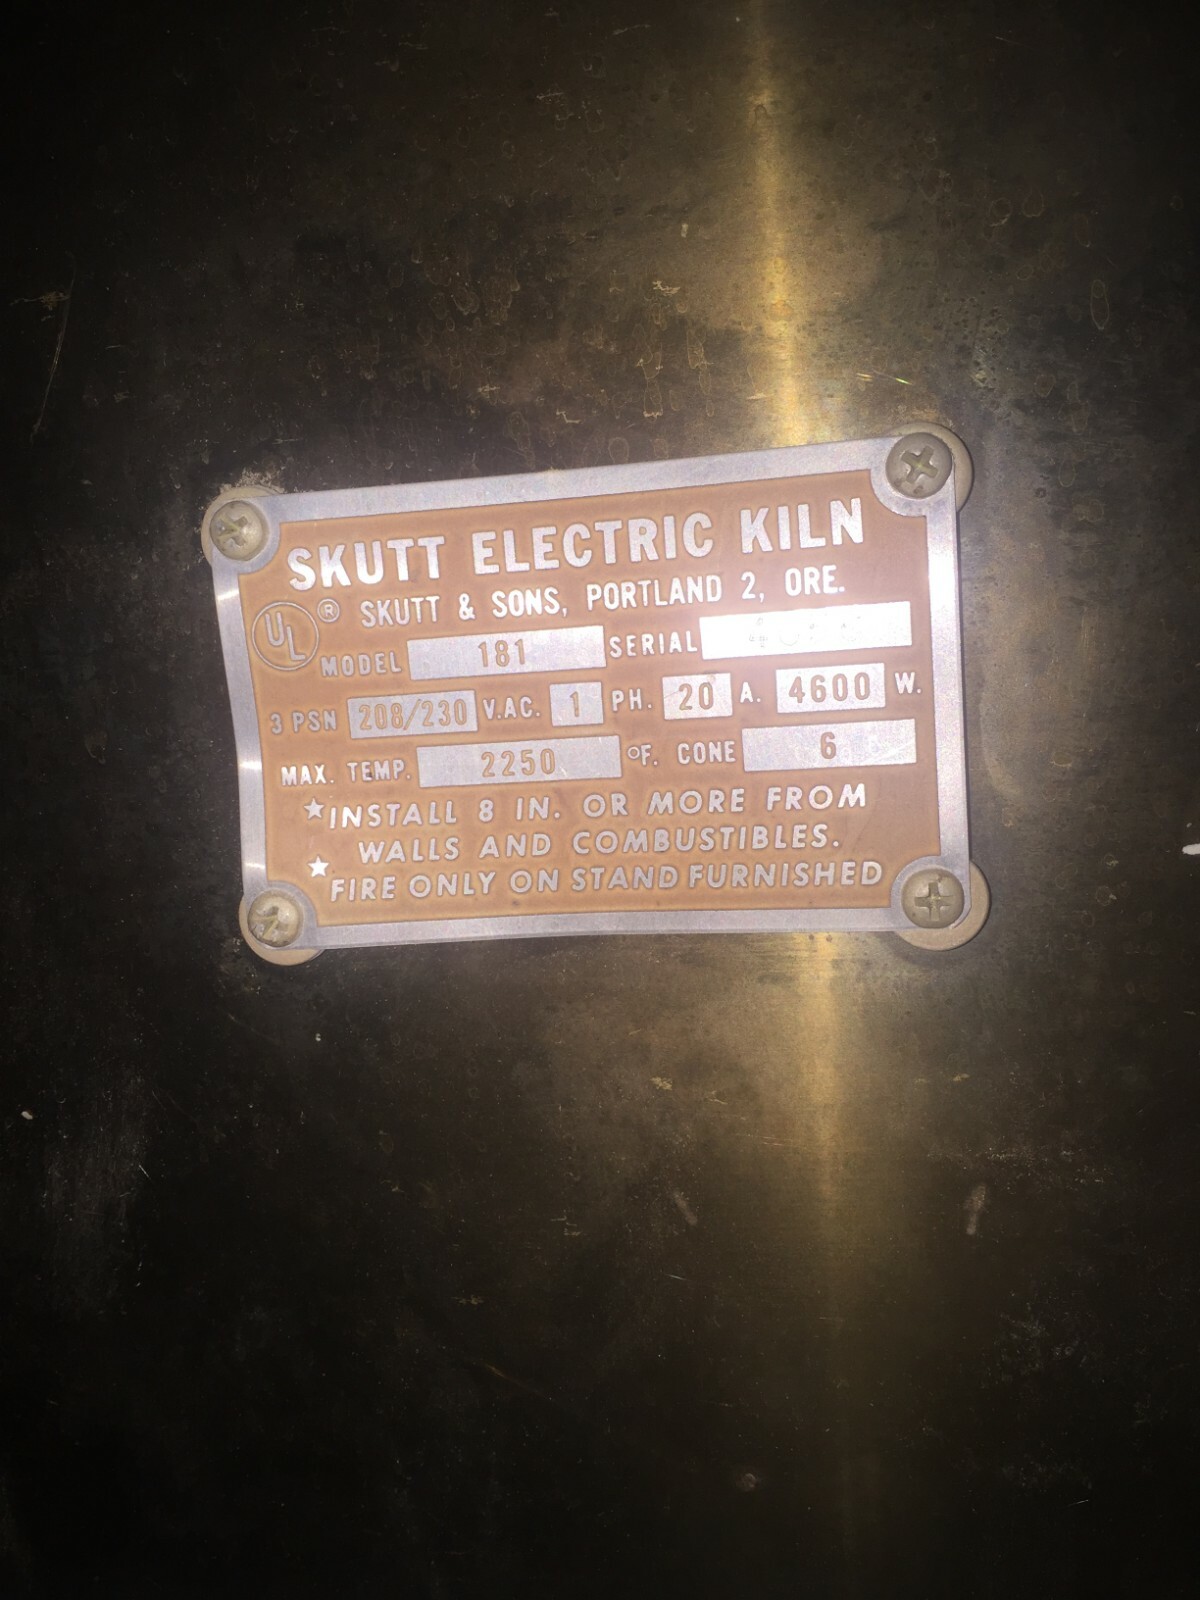 SKUTT ELECTRIC KILN
UL ® SKUTT & SONS, PORTLAND 2, ORE.
MODEL 181 SERIAL
3 PSN 208/230 V.AC. 1 PH. 20 A. 4600 W.
MAX. TEMP. 2250 °F. CONE 6
★INSTALL 8 IN. OR MORE FROM
WALLS AND COMBUSTIBLES.
★FIRE ONLY ON STAND FURNISHED